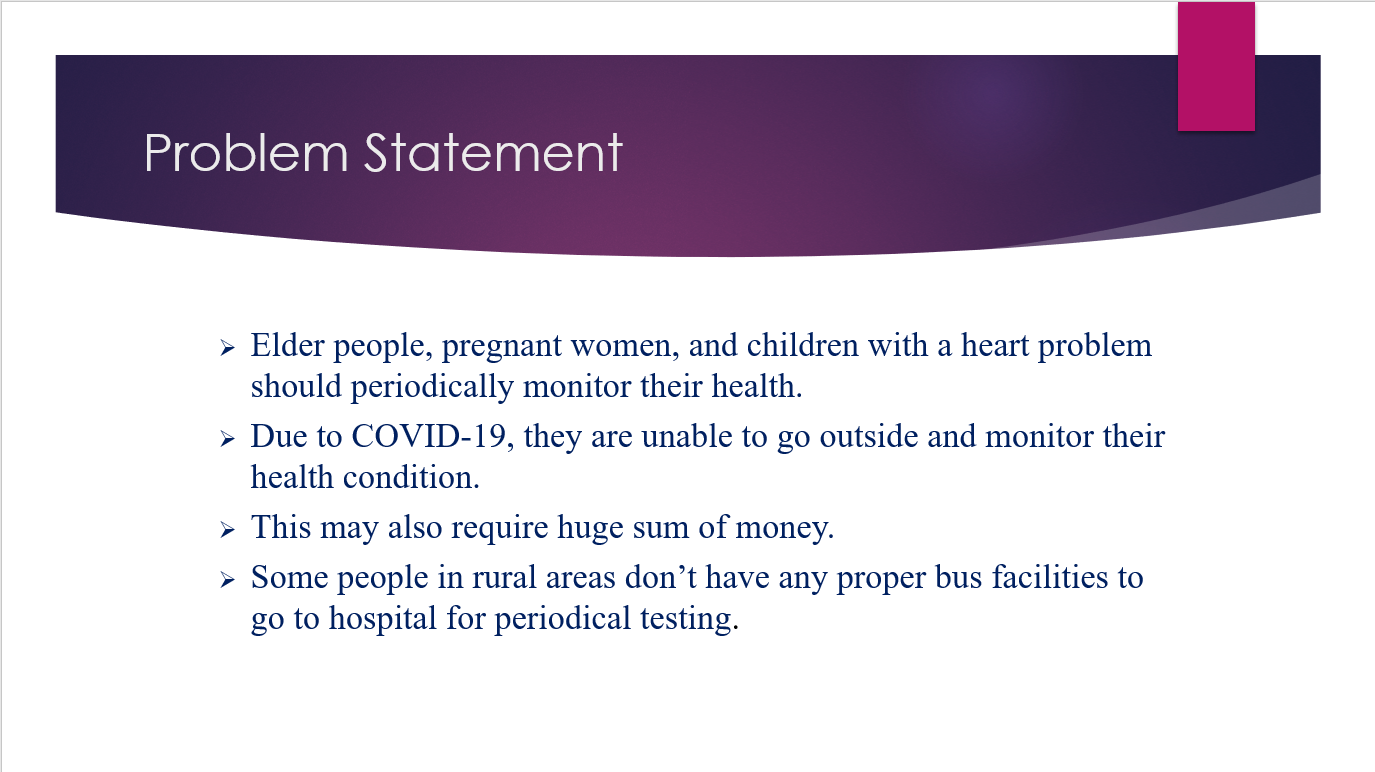 Problem Statement
➢ Elder people, pregnant women, and children with a heart problem
should periodically monitor their health.
➢ Due to COVID-19, they are unable to go outside and monitor their
health condition.
➢ This may also require huge sum of money.
➢ Some people in rural areas don’t have any proper bus facilities to
go to hospital for periodical testing.